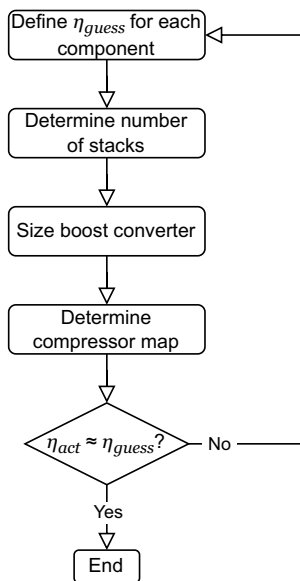 Define η_guess for each
component
Determine number
of stacks
Size boost converter
Determine
compressor map
η_act ≈ η_guess?
No
Yes
End